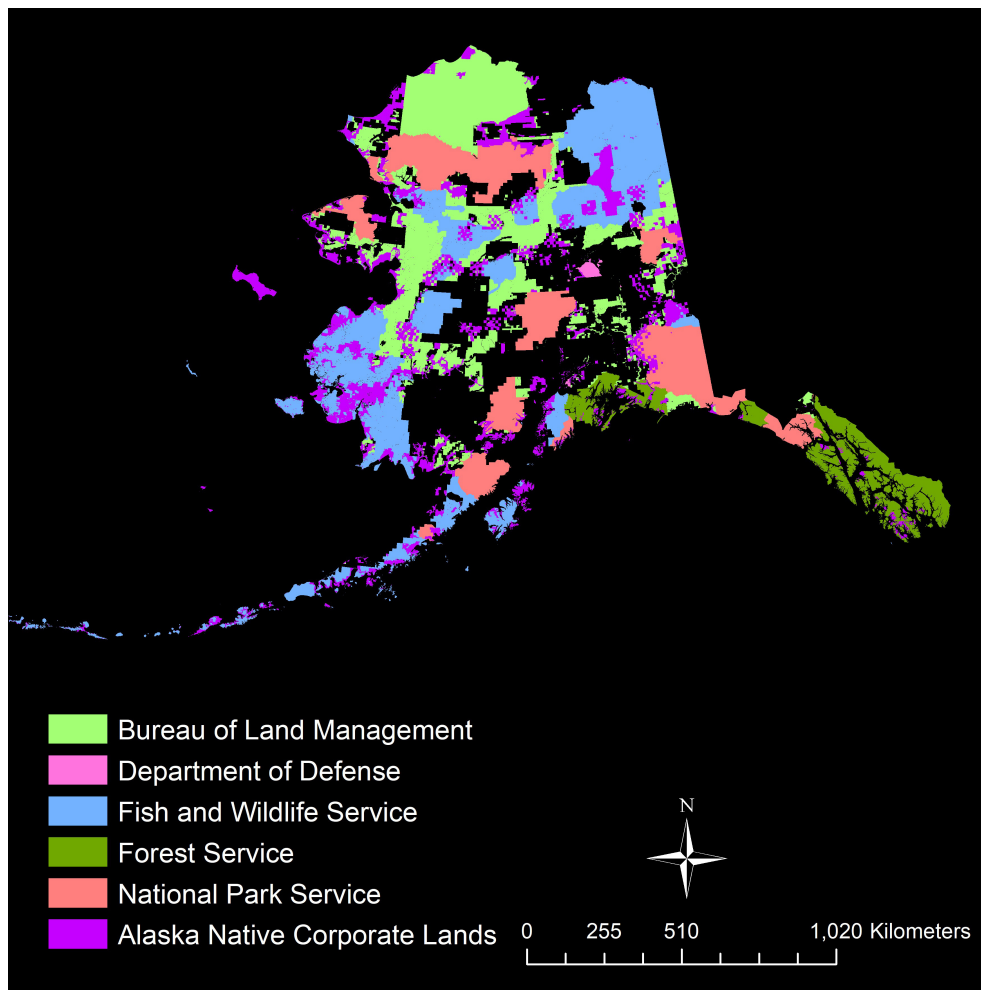 Bureau of Land Management
Department of Defense
Fish and Wildlife Service
Forest Service
National Park Service
Alaska Native Corporate Lands
N
0 255 510 1,020 Kilometers